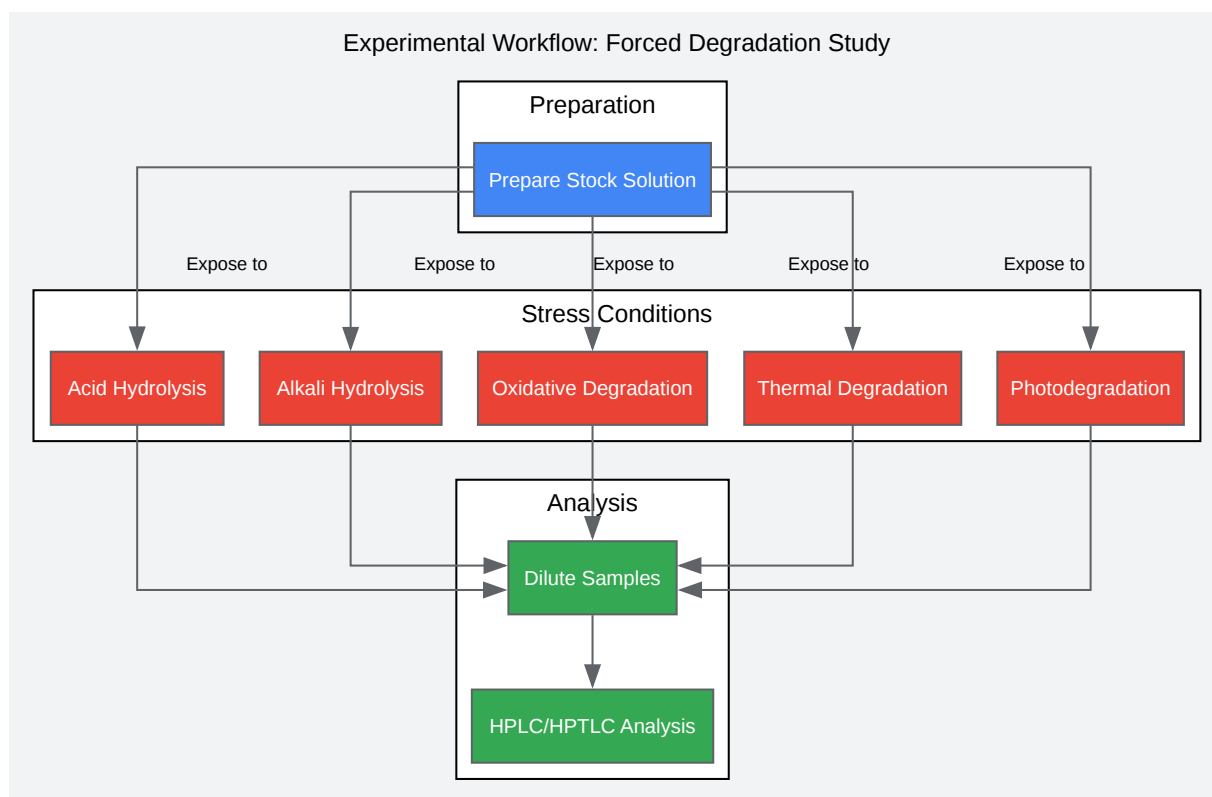 Experimental Workflow: Forced Degradation Study
Preparation
Prepare Stock Solution
Expose to
Expose to
Expose to
Expose to
Expose to
Stress Conditions
Acid Hydrolysis
Alkali Hydrolysis
Oxidative Degradation
Thermal Degradation
Photodegradation
Analysis
Dilute Samples
HPLC/HPTLC Analysis